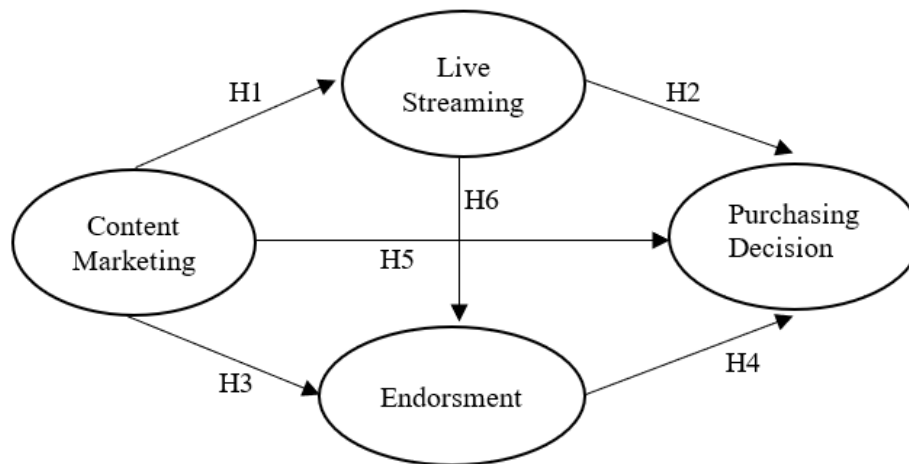 Live
Streaming
H1
H2
H6
Content
Marketing
Purchasing
Decision
H5
H3
H4
Endorsment